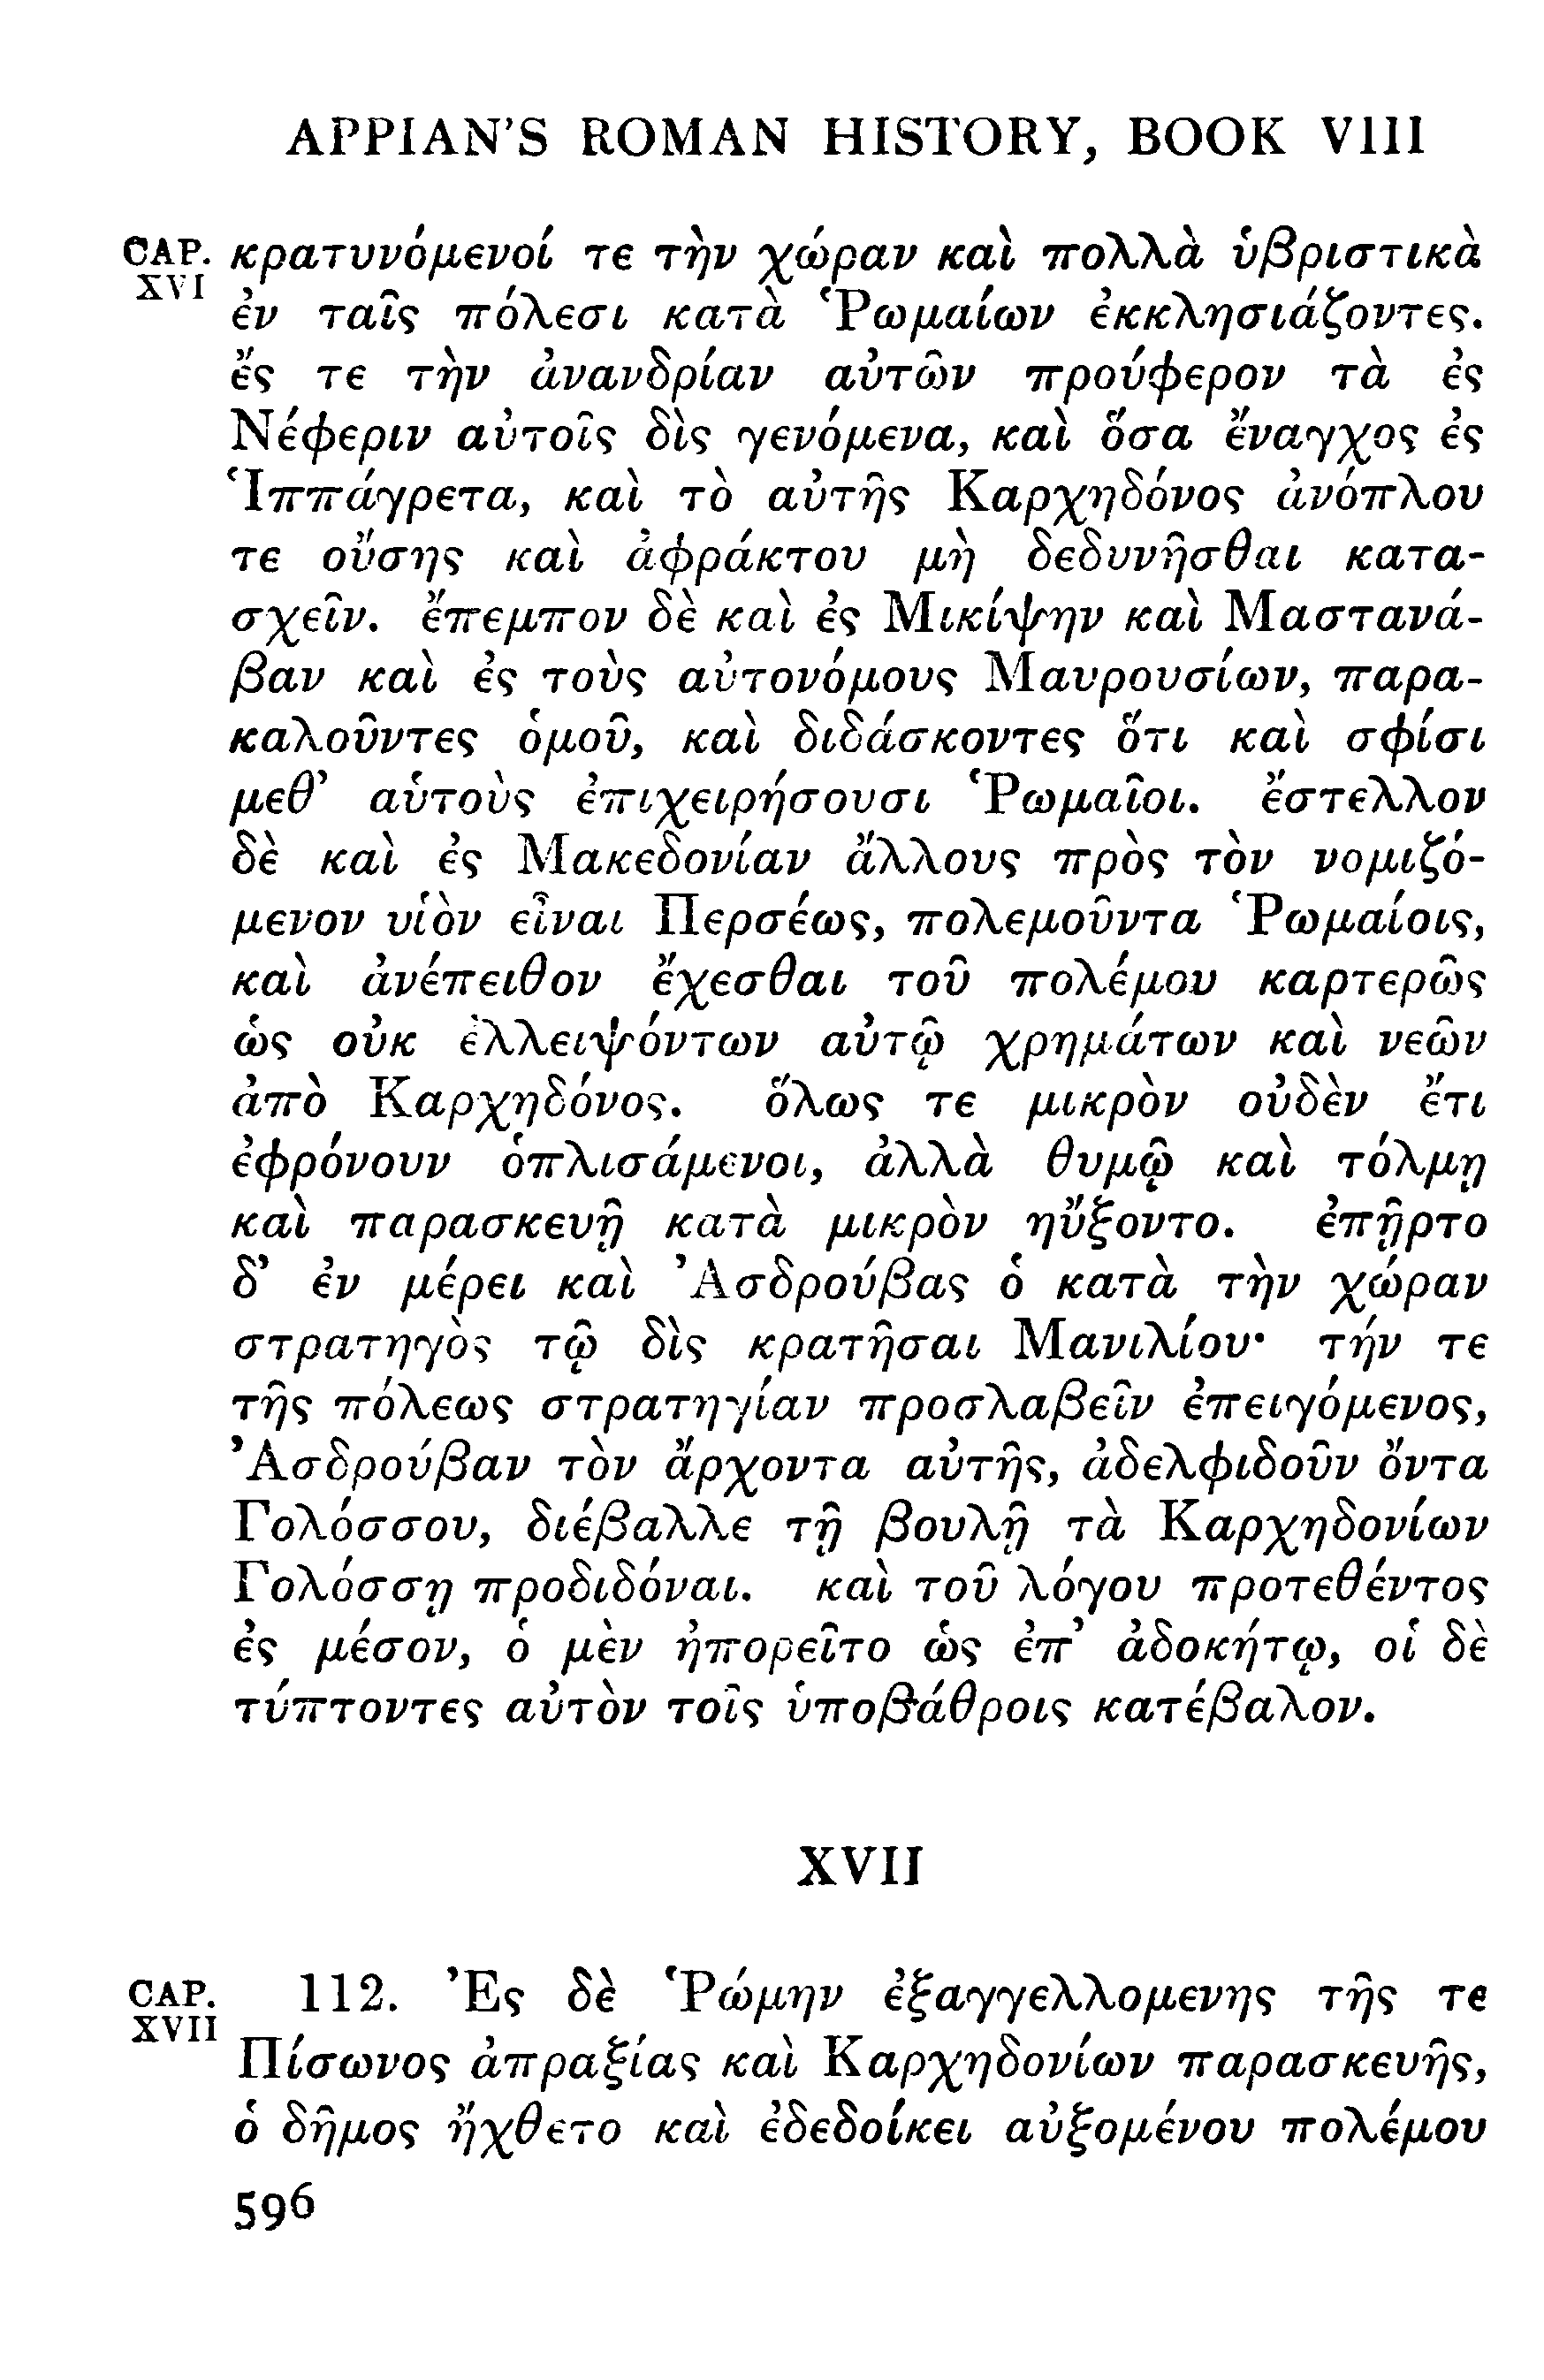 APPIAN'S ROMAN HISTORY, BOOK VIII
CAP. XVI
κρατυνόμενοί τε τὴν χώραν καὶ πολλὰ ὑβριστικὰ
ἐν ταῖς πόλεσι κατὰ Ῥωμαίων ἐκκλησιάζοντες.
ἔς τε τὴν ἀνανδρίαν αὐτῶν προύφερον τὰ ἐς
Νέφεριν αὐτοῖς δὶς γενόμενα, καὶ ὅσα ἔναγχος ἐς
Ἱππάγρετα, καὶ τὸ αὐτῆς Καρχηδόνος ἀνόπλου
τε οὔσης καὶ ἀφράκτου μὴ δεδυνῆσθαι κατα-
σχεῖν. ἔπεμπον δὲ καὶ ἐς Μικίψην καὶ Μαστανά-
βαν καὶ ἐς τοὺς αὐτονόμους Μαυρουσίων, παρα-
καλοῦντες ὁμοῦ, καὶ διδάσκοντες ὅτι καὶ σφίσι
μεθ' αὑτοὺς ἐπιχειρήσουσι Ῥωμαῖοι. ἔστελλον
δὲ καὶ ἐς Μακεδονίαν ἄλλους πρὸς τὸν νομιζό-
μενον υἱὸν εἶναι Περσέως, πολεμοῦντα Ῥωμαίοις,
καὶ ἀνέπειθον ἔχεσθαι τοῦ πολέμου καρτερῶς
ὡς οὐκ ἐλλειψόντων αὐτῷ χρημάτων καὶ νεῶν
ἀπὸ Καρχηδόνος. ὅλως τε μικρὸν οὐδὲν ἔτι
ἐφρόνουν ὁπλισάμενοι, ἀλλὰ θυμῷ καὶ τόλμῃ
καὶ παρασκευῇ κατὰ μικρὸν ηὔξοντο. ἐπῇρτο
δ' ἐν μέρει καὶ Ἀσδρούβας ὁ κατὰ τὴν χώραν
στρατηγὸς τῷ δὶς κρατῆσαι Μανιλίου· τήν τε
τῆς πόλεως στρατηγίαν προσλαβεῖν ἐπειγόμενος,
Ἀσδρούβαν τὸν ἄρχοντα αὐτῆς, ἀδελφιδοῦν ὄντα
Γολόσσου, διέβαλλε τῇ βουλῇ τὰ Καρχηδονίων
Γολόσσῃ προδιδόναι. καὶ τοῦ λόγου προτεθέντος
ἐς μέσον, ὁ μὲν ἠπορεῖτο ὡς ἐπ' ἀδοκήτῳ, οἱ δὲ
τύπτοντες αὐτὸν τοῖς ὑποβάθροις κατέβαλον.
XVII
CAP. XVII
112. Ἐς δὲ Ῥώμην ἐξαγγελλομενης τῆς τε
Πίσωνος ἀπραξίας καὶ Καρχηδονίων παρασκευῆς,
ὁ δῆμος ἤχθετο καὶ ἐδεδοίκει αὐξομένου πολέμου
596